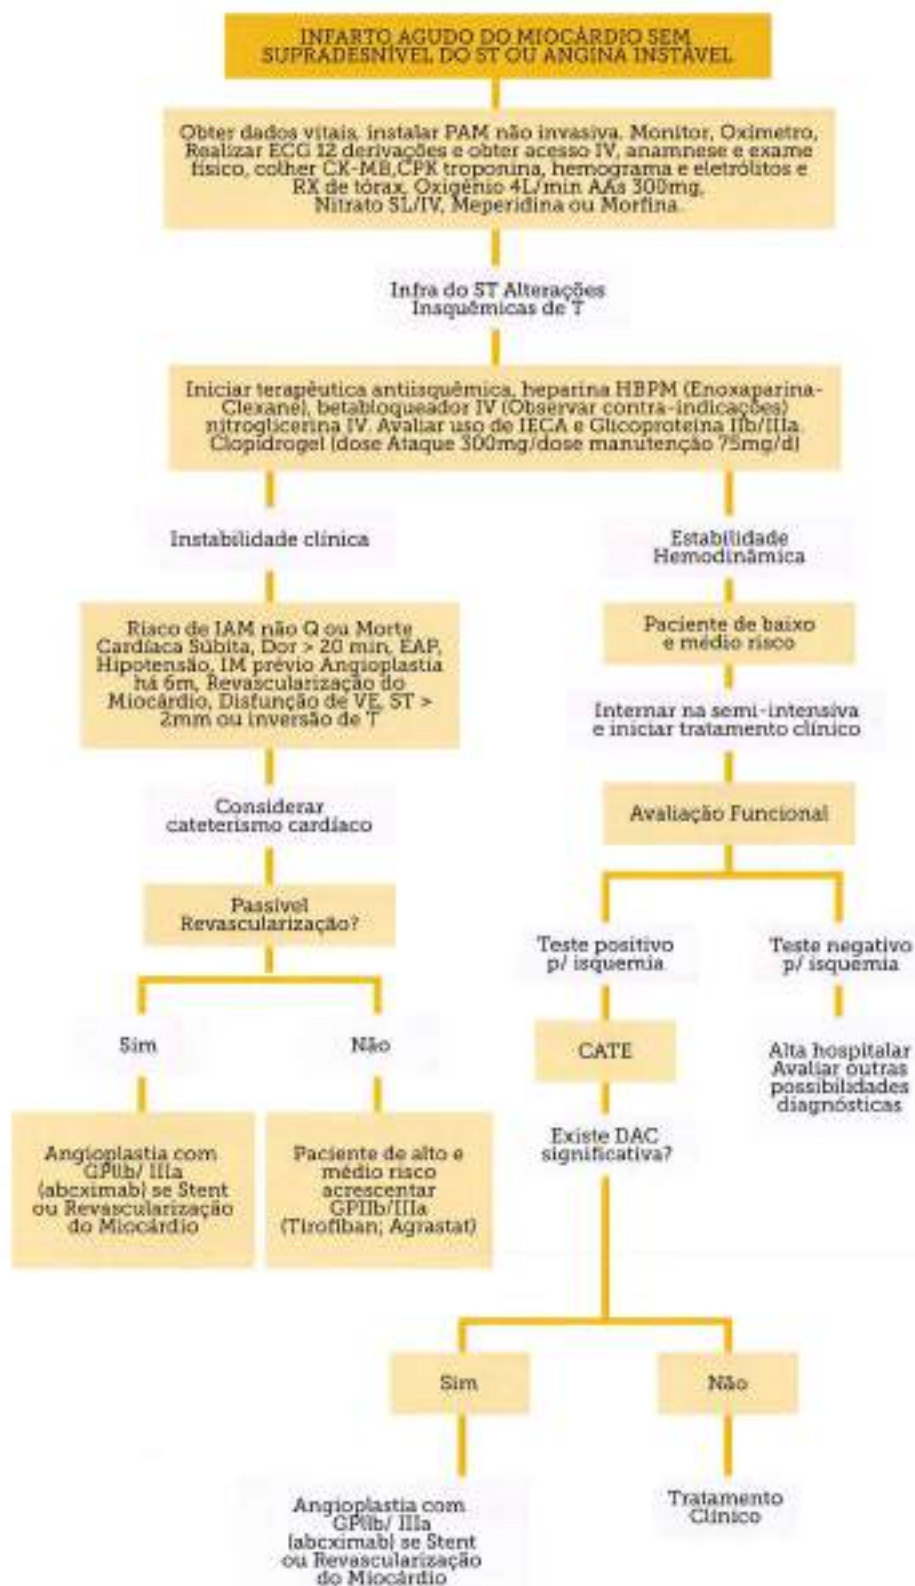 INFARTO AGUDO DO MIOCÁRDIO SEM
SUPRADESNÍVEL DO ST OU ANGINA INSTÁVEL
Obter dados vitais, instalar PAM não invasiva. Monitor, Oxímetro,
Realizar ECG 12 derivações e obter acesso IV, anamnese e exame
físico, colher CK-MB,CPK troponina, hemograma e eletrólitos e
RX de tórax, Oxigênio 4L/min AAs 300mg,
Nitrato SL/IV, Meperidina ou Morfina.
Infra do ST Alterações
Insquêmicas de T
Iniciar terapêutica antiisquêmica, heparina HBPM (Enoxaparina-
Clexane), betabloqueador IV (Observar contra-indicações)
nitroglicerina IV. Avaliar uso de IECA e Glicoproteína IIb/IIIa.
Clopidrogel (dose Ataque 300mg/dose manutenção 75mg/d)
Instabilidade clínica
Risco de IAM não Q ou Morte
Cardíaca Súbita, Dor > 20 min, EAP,
Hipotensão, IM prévio Angioplastia
há 6m, Revascularização do
Miocárdio, Disfunção de VE, ST >
2mm ou inversão de T
Considerar
cateterismo cardíaco
Passível
Revascularização?
Sim
Não
Angioplastia com
GPllb/ IIIa
(abcximab) se Stent
ou Revascularização
do Miocárdio
Paciente de alto e
médio risco
acrescentar
GPIIb/IIIa
(Tirofiban; Agrastat)
Estabilidade
Hemodinâmica
Paciente de baixo
e médio risco
Internar na semi-intensiva
e iniciar tratamento clínico
Avaliação Funcional
Teste positivo
p/ isquemia
Teste negativo
p/ isquemia
CATE
Alta hospitalar
Avaliar outras
possibilidades
diagnósticas
Existe DAC
significativa?
Sim
Não
Angioplastia com
GPllb/ IIIa
(abcximab) se Stent
ou Revascularização
do Miocárdio
Tratamento
Clínico